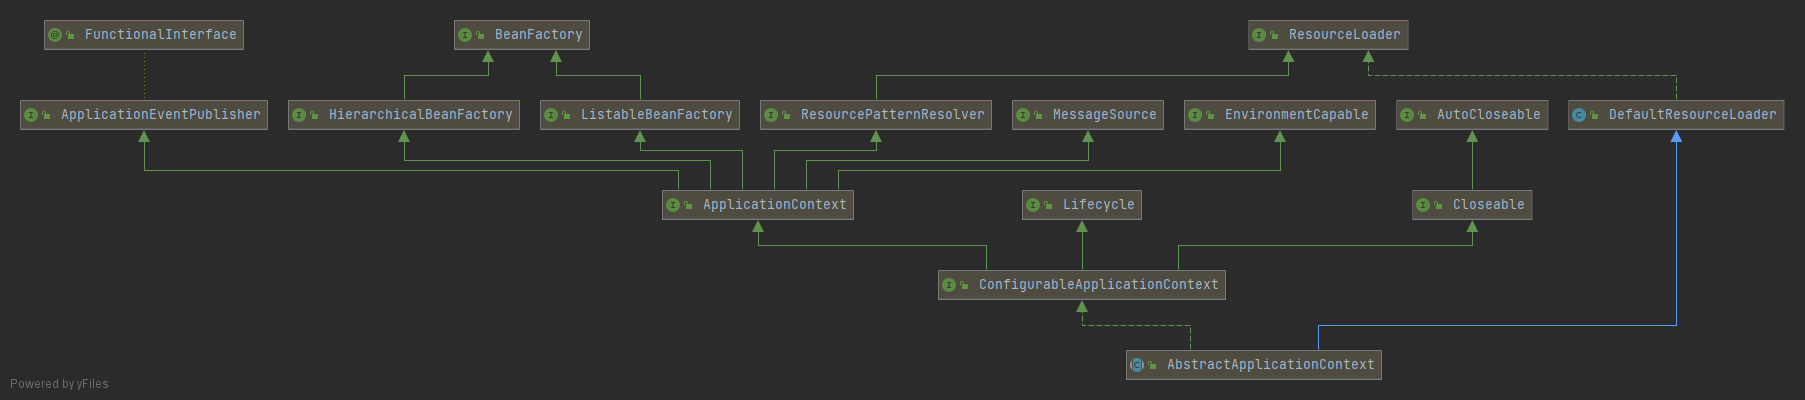 FunctionalInterface
BeanFactory
ResourceLoader
ApplicationEventPublisher
HierarchicalBeanFactory
ListableBeanFactory
ResourcePatternResolver
MessageSource
EnvironmentCapable
AutoCloseable
DefaultResourceLoader
ApplicationContext
Lifecycle
Closeable
ConfigurableApplicationContext
AbstractApplicationContext
Powered by yFiles